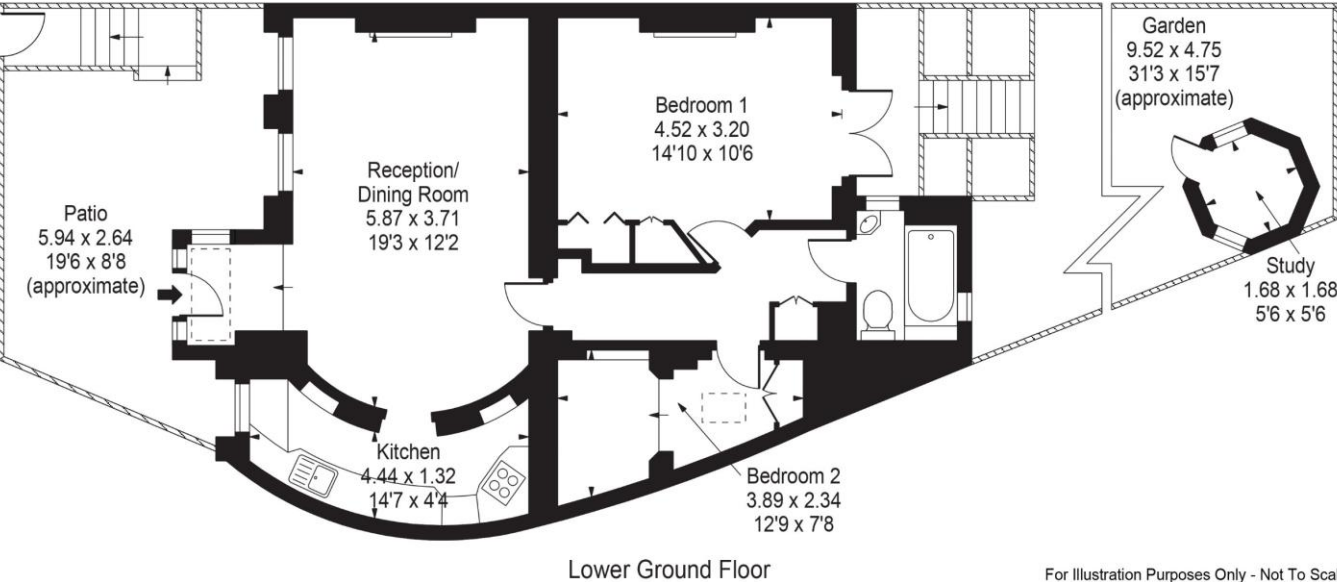 Garden
9.52 x 4.75
31'3 x 15'7
(approximate)
Bedroom 1
4.52 x 3.20
14'10 x 10'6
Reception/
Dining Room
5.87 x 3.71
19'3 x 12'2
Patio
5.94 x 2.64
19'6 x 8'8
(approximate)
Study
1.68 x 1.68
5'6 x 5'6
Kitchen
4.44 x 1.32
14'7 x 4'4
Bedroom 2
3.89 x 2.34
12'9 x 7'8
Lower Ground Floor
For Illustration Purposes Only - Not To Scal